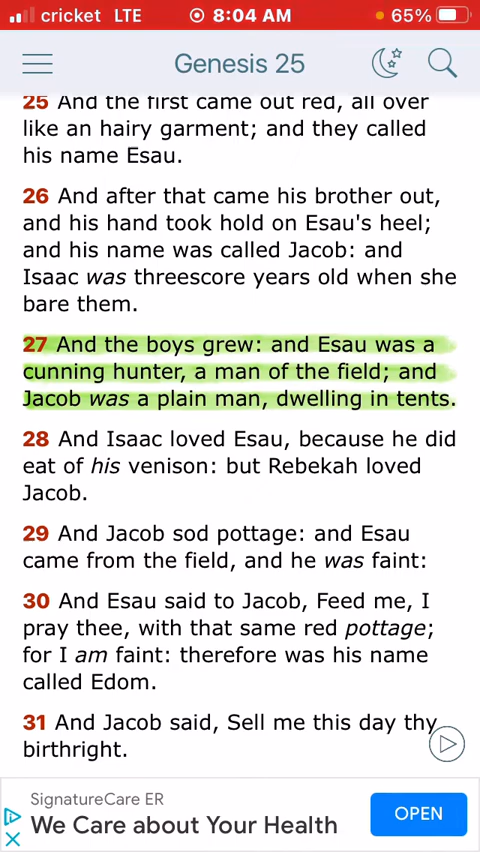 cricket LTE 8:04 AM 65%
Genesis 25
25 And the first came out red, all over
like an hairy garment; and they called
his name Esau.
26 And after that came his brother out,
and his hand took hold on Esau's heel;
and his name was called Jacob: and
Isaac was threescore years old when she
bare them.
27 And the boys grew: and Esau was a
cunning hunter, a man of the field; and
Jacob was a plain man, dwelling in tents.
28 And Isaac loved Esau, because he did
eat of his venison: but Rebekah loved
Jacob.
29 And Jacob sod pottage: and Esau
came from the field, and he was faint:
30 And Esau said to Jacob, Feed me, I
pray thee, with that same red pottage;
for I am faint: therefore was his name
called Edom.
31 And Jacob said, Sell me this day thy
birthright.
SignatureCare ER
We Care about Your Health
OPEN